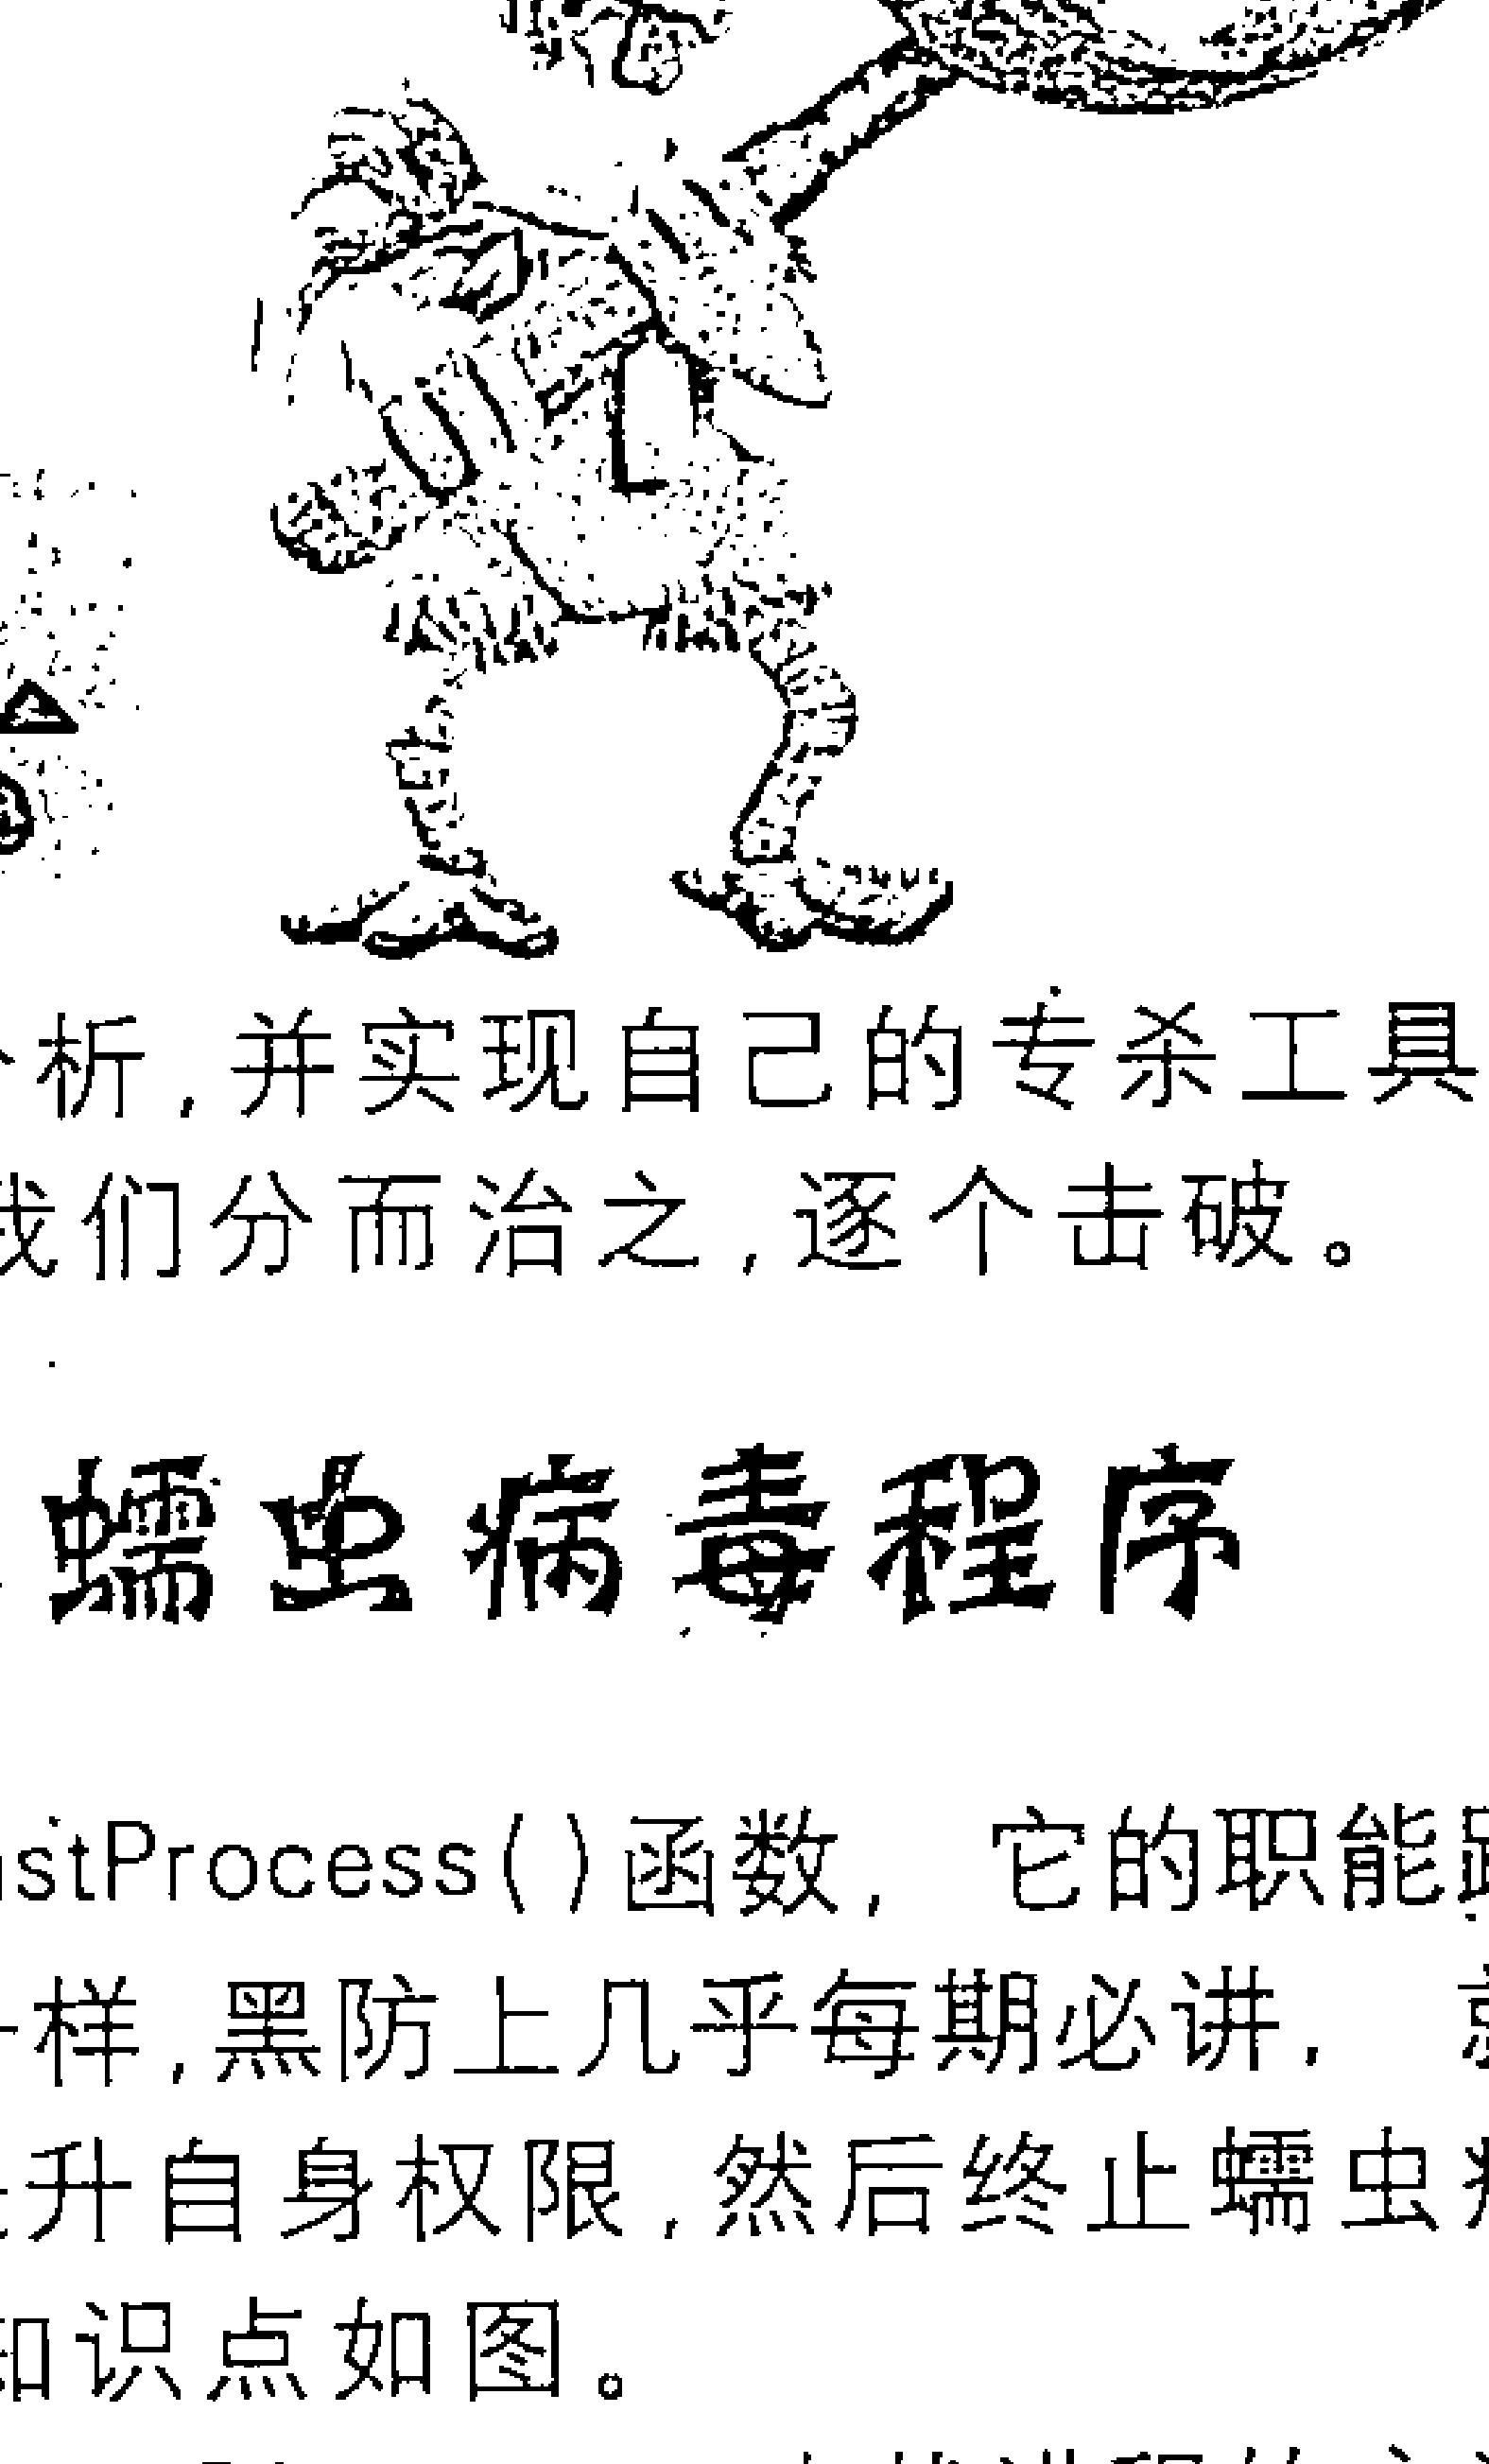 析,并实现自己的专杀工具
我们分而治之,逐个击破。
蠕虫病毒程序
stProcess()函数, 它的职能
样,黑防上几乎每期必讲,
升自身权限,然后终止蠕虫
知识点如图。